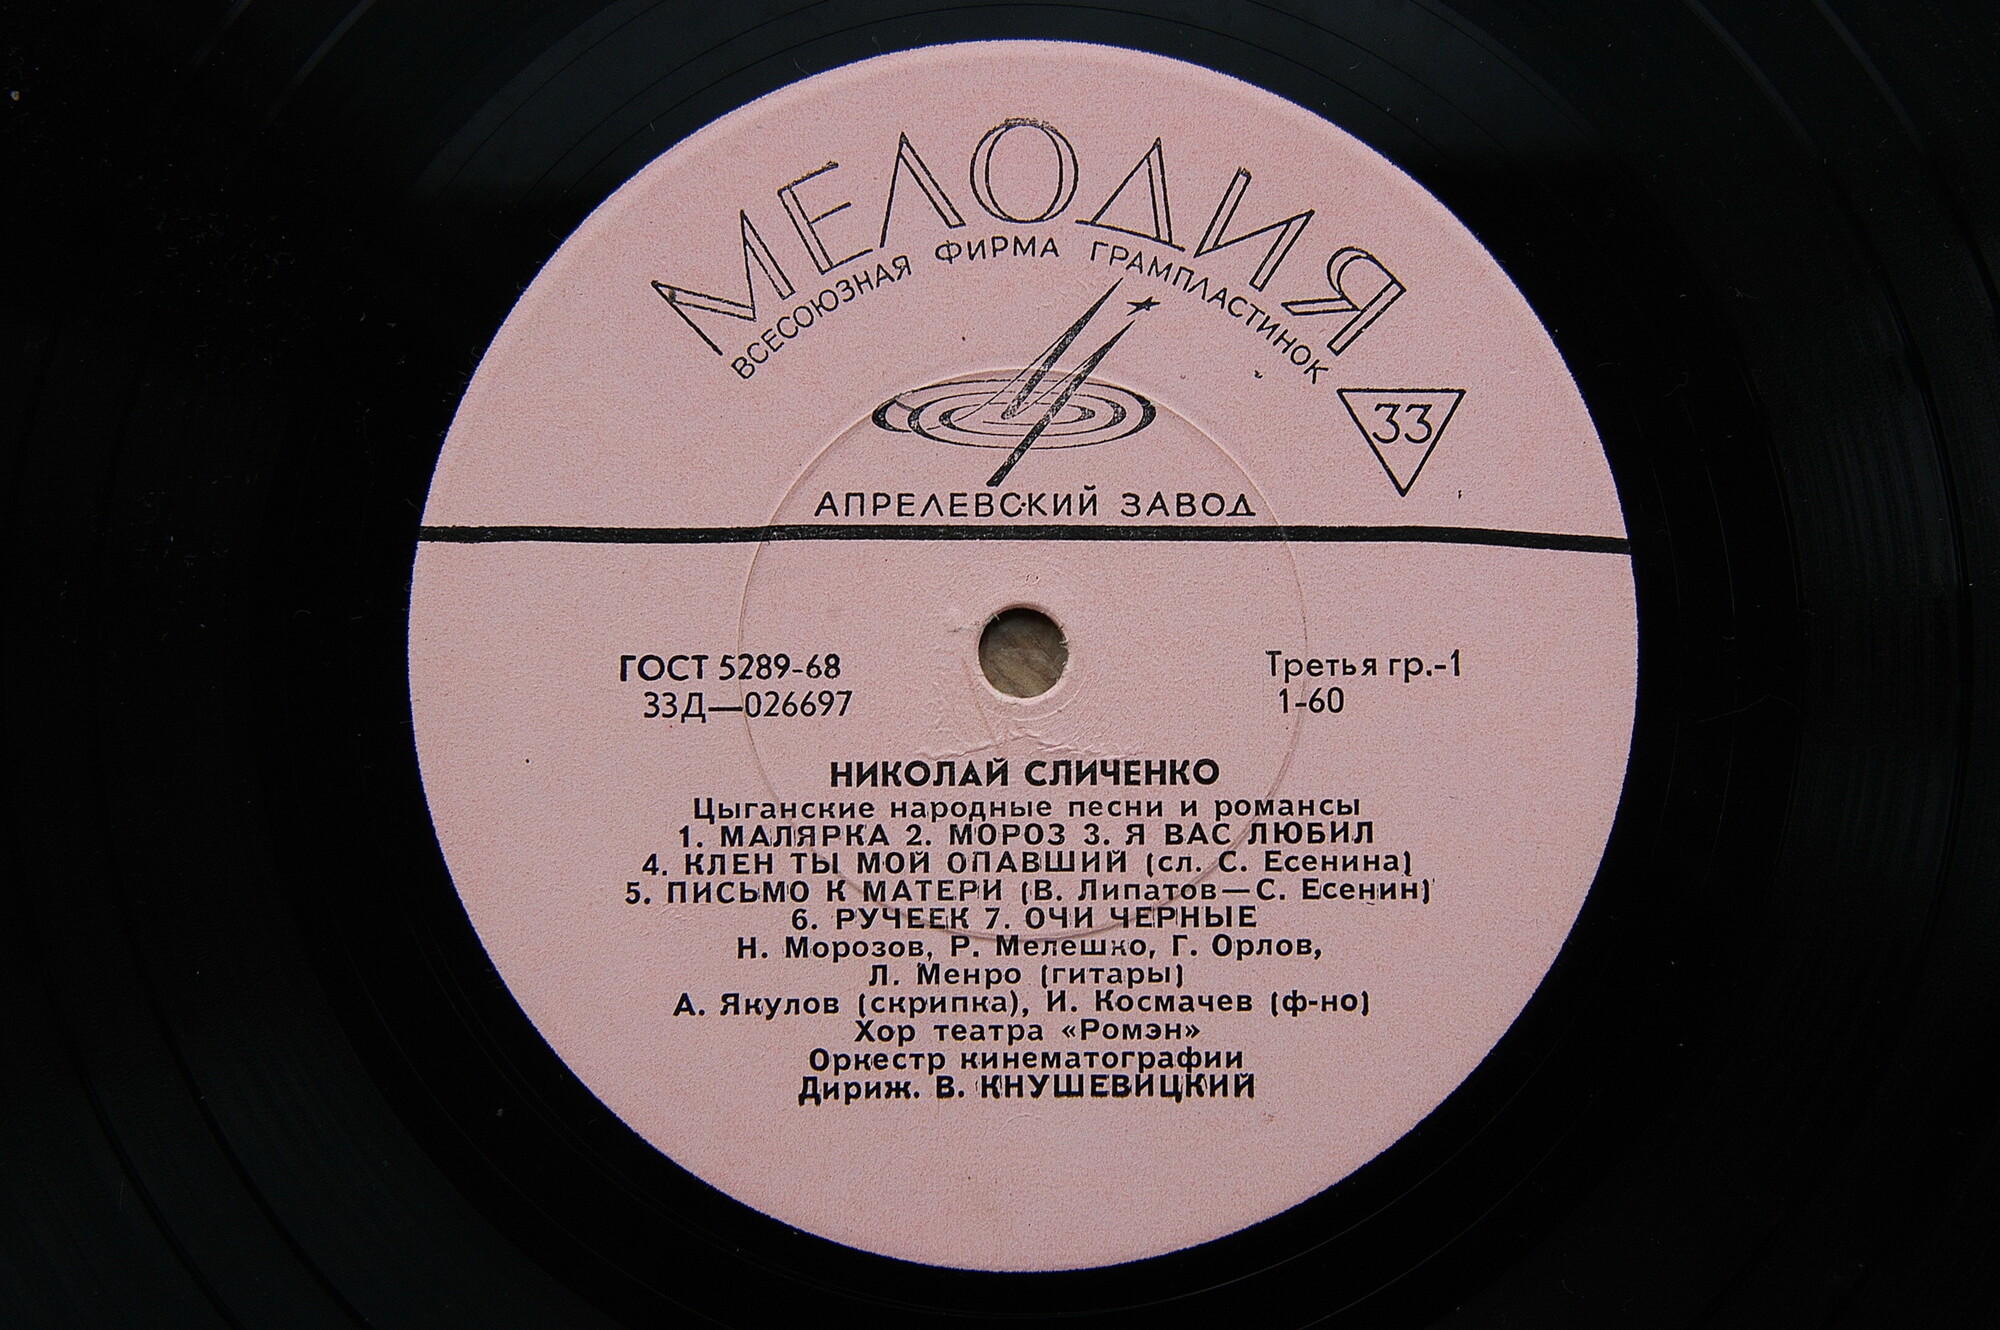 МЕЛОДИЯ
ВСЕСОЮЗНАЯ ФИРМА ГРАМПЛАСТИНОК
33
АПРЕЛЕВСКИЙ ЗАВОД
ГОСТ 5289-68
33Д—026697
Третья гр.-1
1-60
НИКОЛАЙ СЛИЧЕНКО
Цыганские народные песни и романсы
1. МАЛЯРКА 2. МОРОЗ 3. Я ВАС ЛЮБИЛ
4. КЛЕН ТЫ МОЙ ОПАВШИЙ (сл. С. Есенина)
5. ПИСЬМО К МАТЕРИ (В. Липатов—С. Есенин)
6. РУЧЕЕК 7. ОЧИ ЧЕРНЫЕ
Н. Морозов, Р. Мелешко, Г. Орлов,
Л. Менро (гитары)
А. Якулов (скрипка), И. Космачев (ф-но)
Хор театра «Ромэн»
Оркестр кинематографии
Дириж. В. КНУШЕВИЦКИЙ